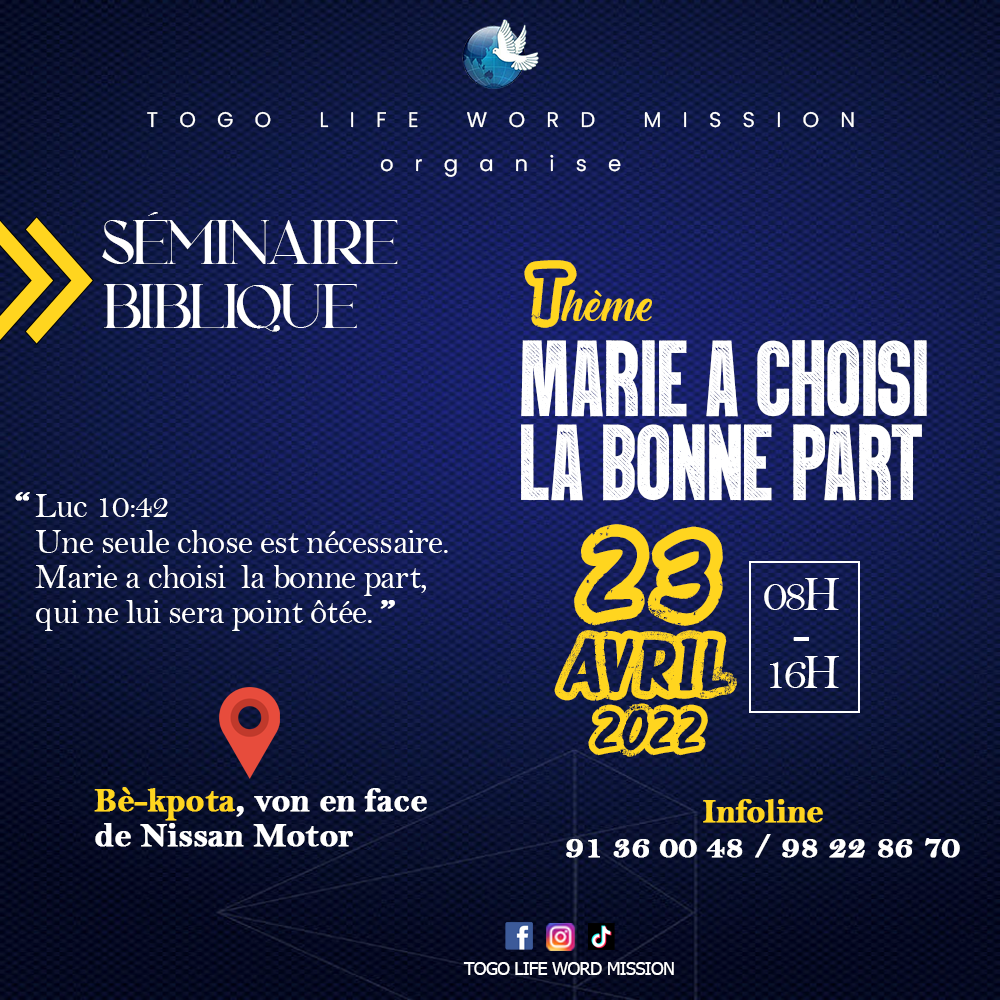 TOGO LIFE WORD MISSION
organise
SÉMINAIRE
BIBLIQUE
Thème
MARIE A CHOISI
LA BONNE PART
“ Luc 10:42
Une seule chose est nécessaire.
Marie a choisi la bonne part,
qui ne lui sera point ôtée. ”
23
AVRIL
2022
08H
-
16H
Bè-kpota, von en face
de Nissan Motor
Infoline
91 36 00 48 / 98 22 86 70
TOGO LIFE WORD MISSION